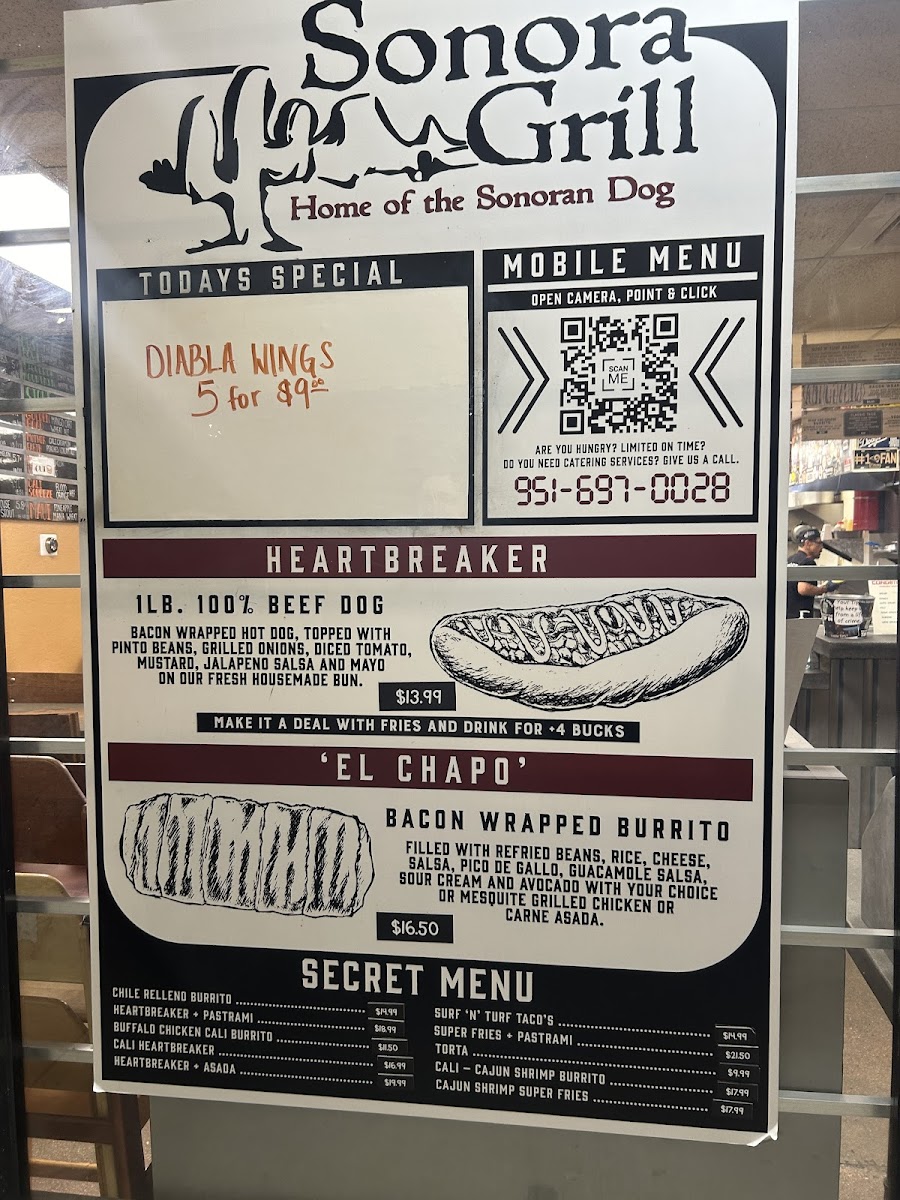 Sonora
Grill
Home of the Sonoran Dog
TODAYS SPECIAL
DIABLA WINGS
5 for $9.00
MOBILE MENU
OPEN CAMERA, POINT & CLICK
SCAN
ME
ARE YOU HUNGRY? LIMITED ON TIME?
DO YOU NEED CATERING SERVICES? GIVE US A CALL.
951-697-0028
HEARTBREAKER
1LB. 100% BEEF DOG
BACON WRAPPED HOT DOG, TOPPED WITH
PINTO BEANS, GRILLED ONIONS, DICED TOMATO,
MUSTARD, JALAPENO SALSA AND MAYO
ON OUR FRESH HOUSEMADE BUN.
$13.99
MAKE IT A DEAL WITH FRIES AND DRINK FOR +4 BUCKS
'EL CHAPO'
BACON WRAPPED BURRITO
FILLED WITH REFRIED BEANS, RICE, CHEESE,
SALSA, PICO DE GALLO, GUACAMOLE SALSA,
SOUR CREAM AND AVOCADO WITH YOUR CHOICE
OR MESQUITE GRILLED CHICKEN OR
CARNE ASADA.
$16.50
SECRET MENU
CHILE RELLENO BURRITO $14.99
HEARTBREAKER + PASTRAMI $18.99
BUFFALO CHICKEN CALI BURRITO $11.50
CALI HEARTBREAKER $16.99
HEARTBREAKER + ASADA $19.99
SURF 'N' TURF TACO'S $14.99
SUPER FRIES + PASTRAMI $21.50
TORTA $9.99
CALI - CAJUN SHRIMP BURRITO $17.99
CAJUN SHRIMP SUPER FRIES $17.99
#1 FAN